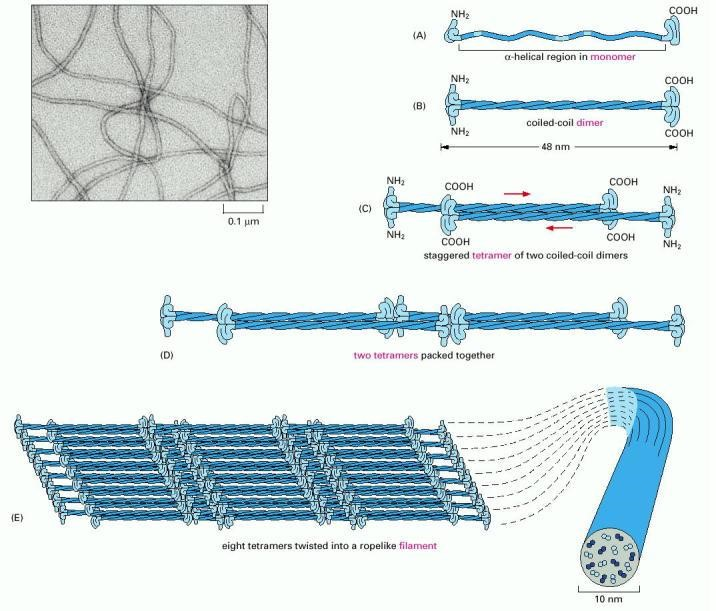 0.1 µm
(A)
NH2
COOH
α-helical region in monomer
(B)
NH2
COOH
NH2
COOH
coiled-coil dimer
48 nm
(C)
NH2
COOH
COOH
NH2
NH2
COOH
COOH
NH2
staggered tetramer of two coiled-coil dimers
(D)
two tetramers packed together
(E)
eight tetramers twisted into a ropelike filament
10 nm